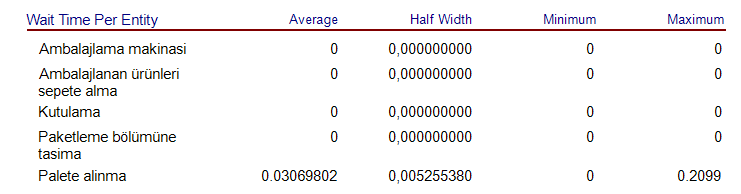 Wait Time Per Entity Average Half Width Minimum Maximum
Ambalajlama makinasi 0 0,000000000 0 0
Ambalajlanan ürünleri 0 0,000000000 0 0
sepete alma
Kutulama 0 0,000000000 0 0
Paketleme bölümüne 0 0,000000000 0 0
tasima
Palete alinma 0.03069802 0,005255380 0 0.2099